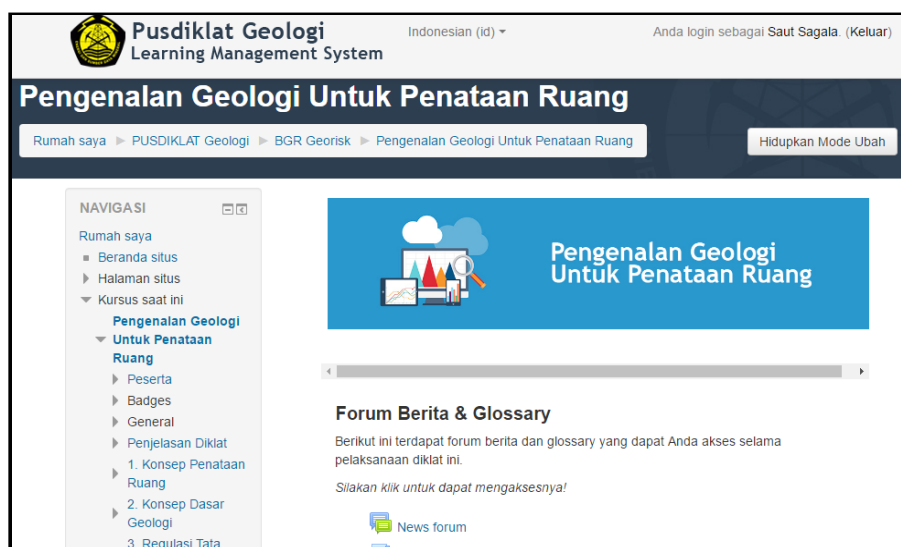 Pusdiklat Geologi
Learning Management System
Indonesian (id)
Anda login sebagai Saut Sagala. (Keluar)
Pengenalan Geologi Untuk Penataan Ruang
Rumah saya PUSDIKLAT Geologi BGR Georisk Pengenalan Geologi Untuk Penataan Ruang
Hidupkan Mode Ubah
NAVIGASI
Rumah saya
Beranda situs
Halaman situs
Kursus saat ini
Pengenalan Geologi
Untuk Penataan
Ruang
Peserta
Badges
General
Penjelasan Diklat
1. Konsep Penataan
Ruang
2. Konsep Dasar
Geologi
3. Regulasi Tata
Pengenalan Geologi
Untuk Penataan Ruang
Forum Berita & Glossary
Berikut ini terdapat forum berita dan glossary yang dapat Anda akses selama
pelaksanaan diklat ini.
Silakan klik untuk dapat mengaksesnya!
News forum